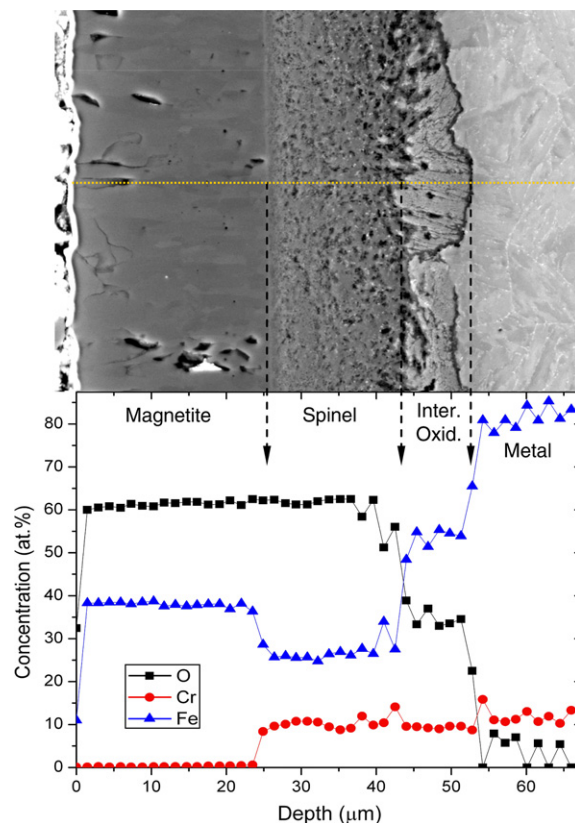 Magnetite
Spinel
Inter.
Oxid.
Metal
80
70
60
50
40
30
20
10
0
Concentration (at.%)
O
Cr
Fe
0 10 20 30 40 50 60
Depth (μm)